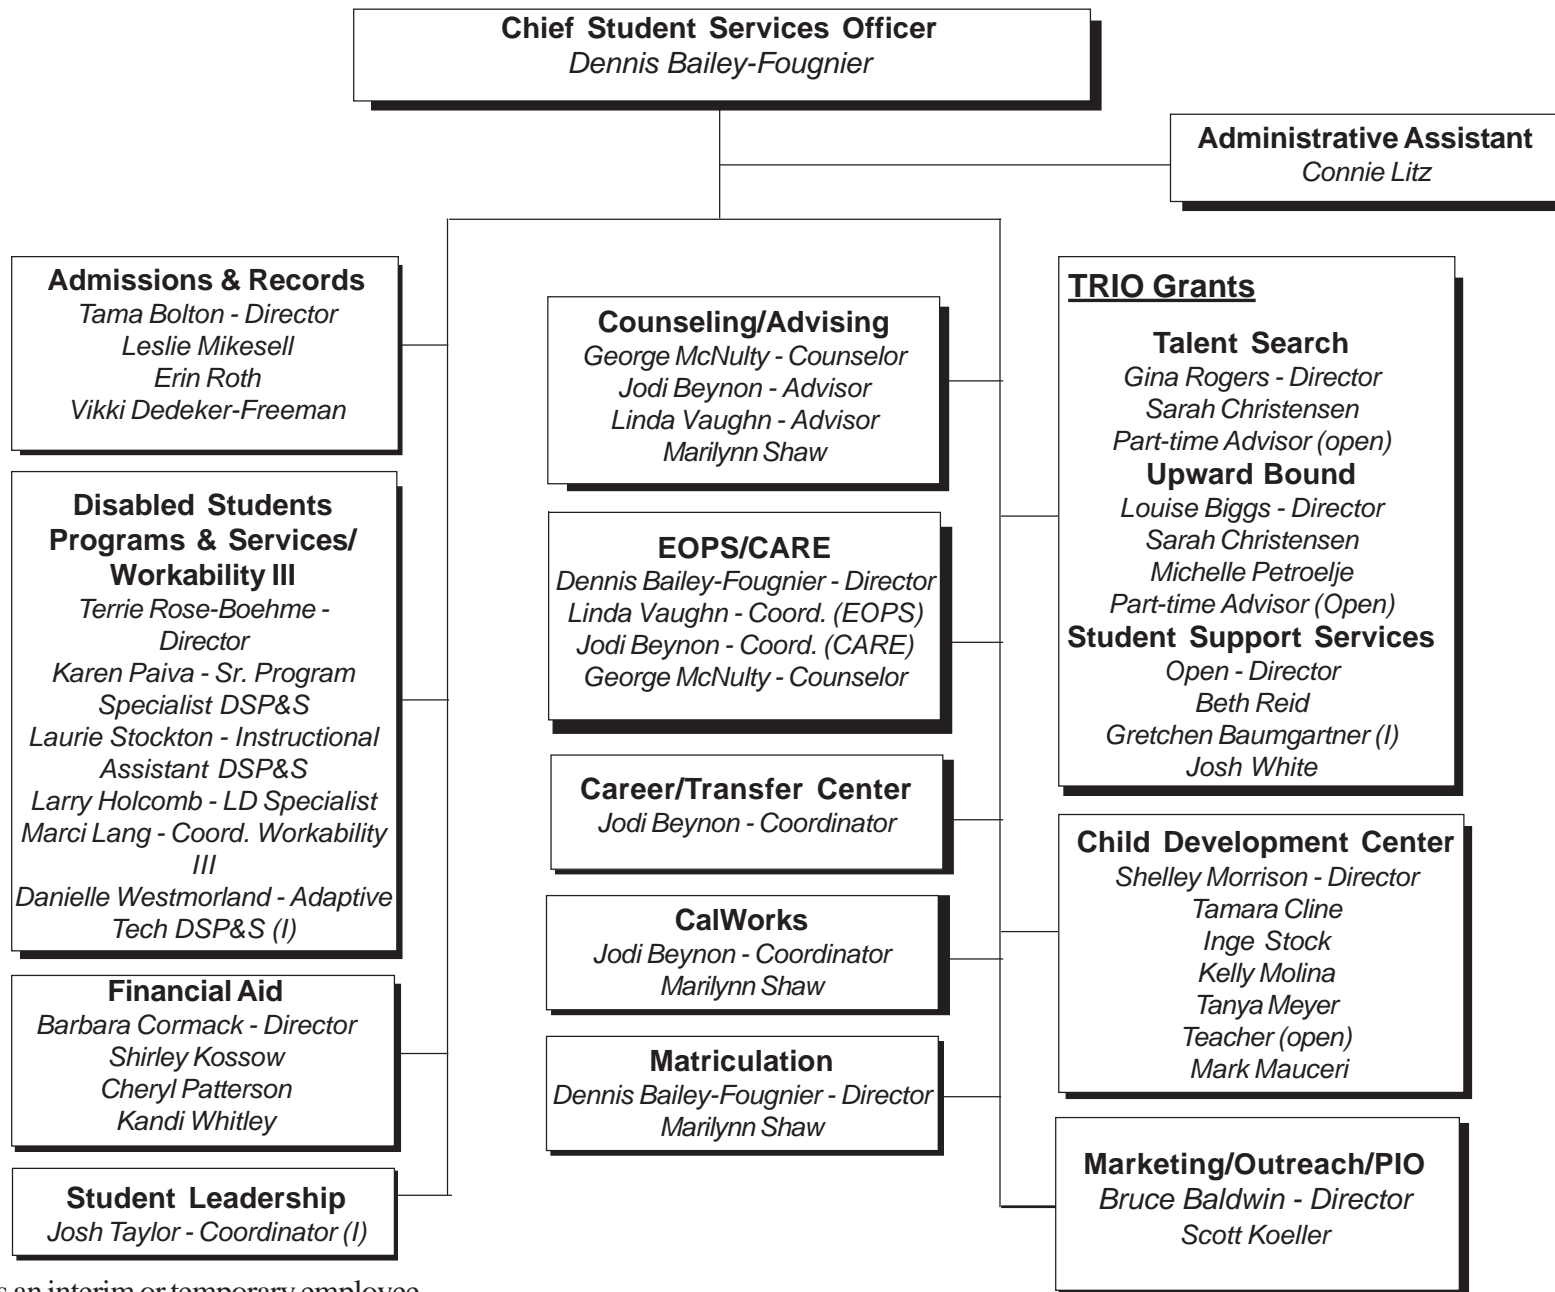 Chief Student Services Officer
Dennis Bailey-Fougnier
Administrative Assistant
Connie Litz
Admissions & Records
Tama Bolton - Director
Leslie Mikesell
Erin Roth
Vikki Dedeker-Freeman
Disabled Students
Programs & Services/
Workability III
Terrie Rose-Boehme -
Director
Karen Paiva - Sr. Program
Specialist DSP&S
Laurie Stockton - Instructional
Assistant DSP&S
Larry Holcomb - LD Specialist
Marci Lang - Coord. Workability
III
Danielle Westmorland - Adaptive
Tech DSP&S (I)
Financial Aid
Barbara Cormack - Director
Shirley Kossow
Cheryl Patterson
Kandi Whitley
Student Leadership
Josh Taylor - Coordinator (I)
Counseling/Advising
George McNulty - Counselor
Jodi Beynon - Advisor
Linda Vaughn - Advisor
Marilynn Shaw
EOPS/CARE
Dennis Bailey-Fougnier - Director
Linda Vaughn - Coord. (EOPS)
Jodi Beynon - Coord. (CARE)
George McNulty - Counselor
Career/Transfer Center
Jodi Beynon - Coordinator
CalWorks
Jodi Beynon - Coordinator
Marilynn Shaw
Matriculation
Dennis Bailey-Fougnier - Director
Marilynn Shaw
TRIO Grants
Talent Search
Gina Rogers - Director
Sarah Christensen
Part-time Advisor (open)
Upward Bound
Louise Biggs - Director
Sarah Christensen
Michelle Petroelje
Part-time Advisor (Open)
Student Support Services
Open - Director
Beth Reid
Gretchen Baumgartner (I)
Josh White
Child Development Center
Shelley Morrison - Director
Tamara Cline
Inge Stock
Kelly Molina
Tanya Meyer
Teacher (open)
Mark Mauceri
Marketing/Outreach/PIO
Bruce Baldwin - Director
Scott Koeller
s an interim or temporary employee